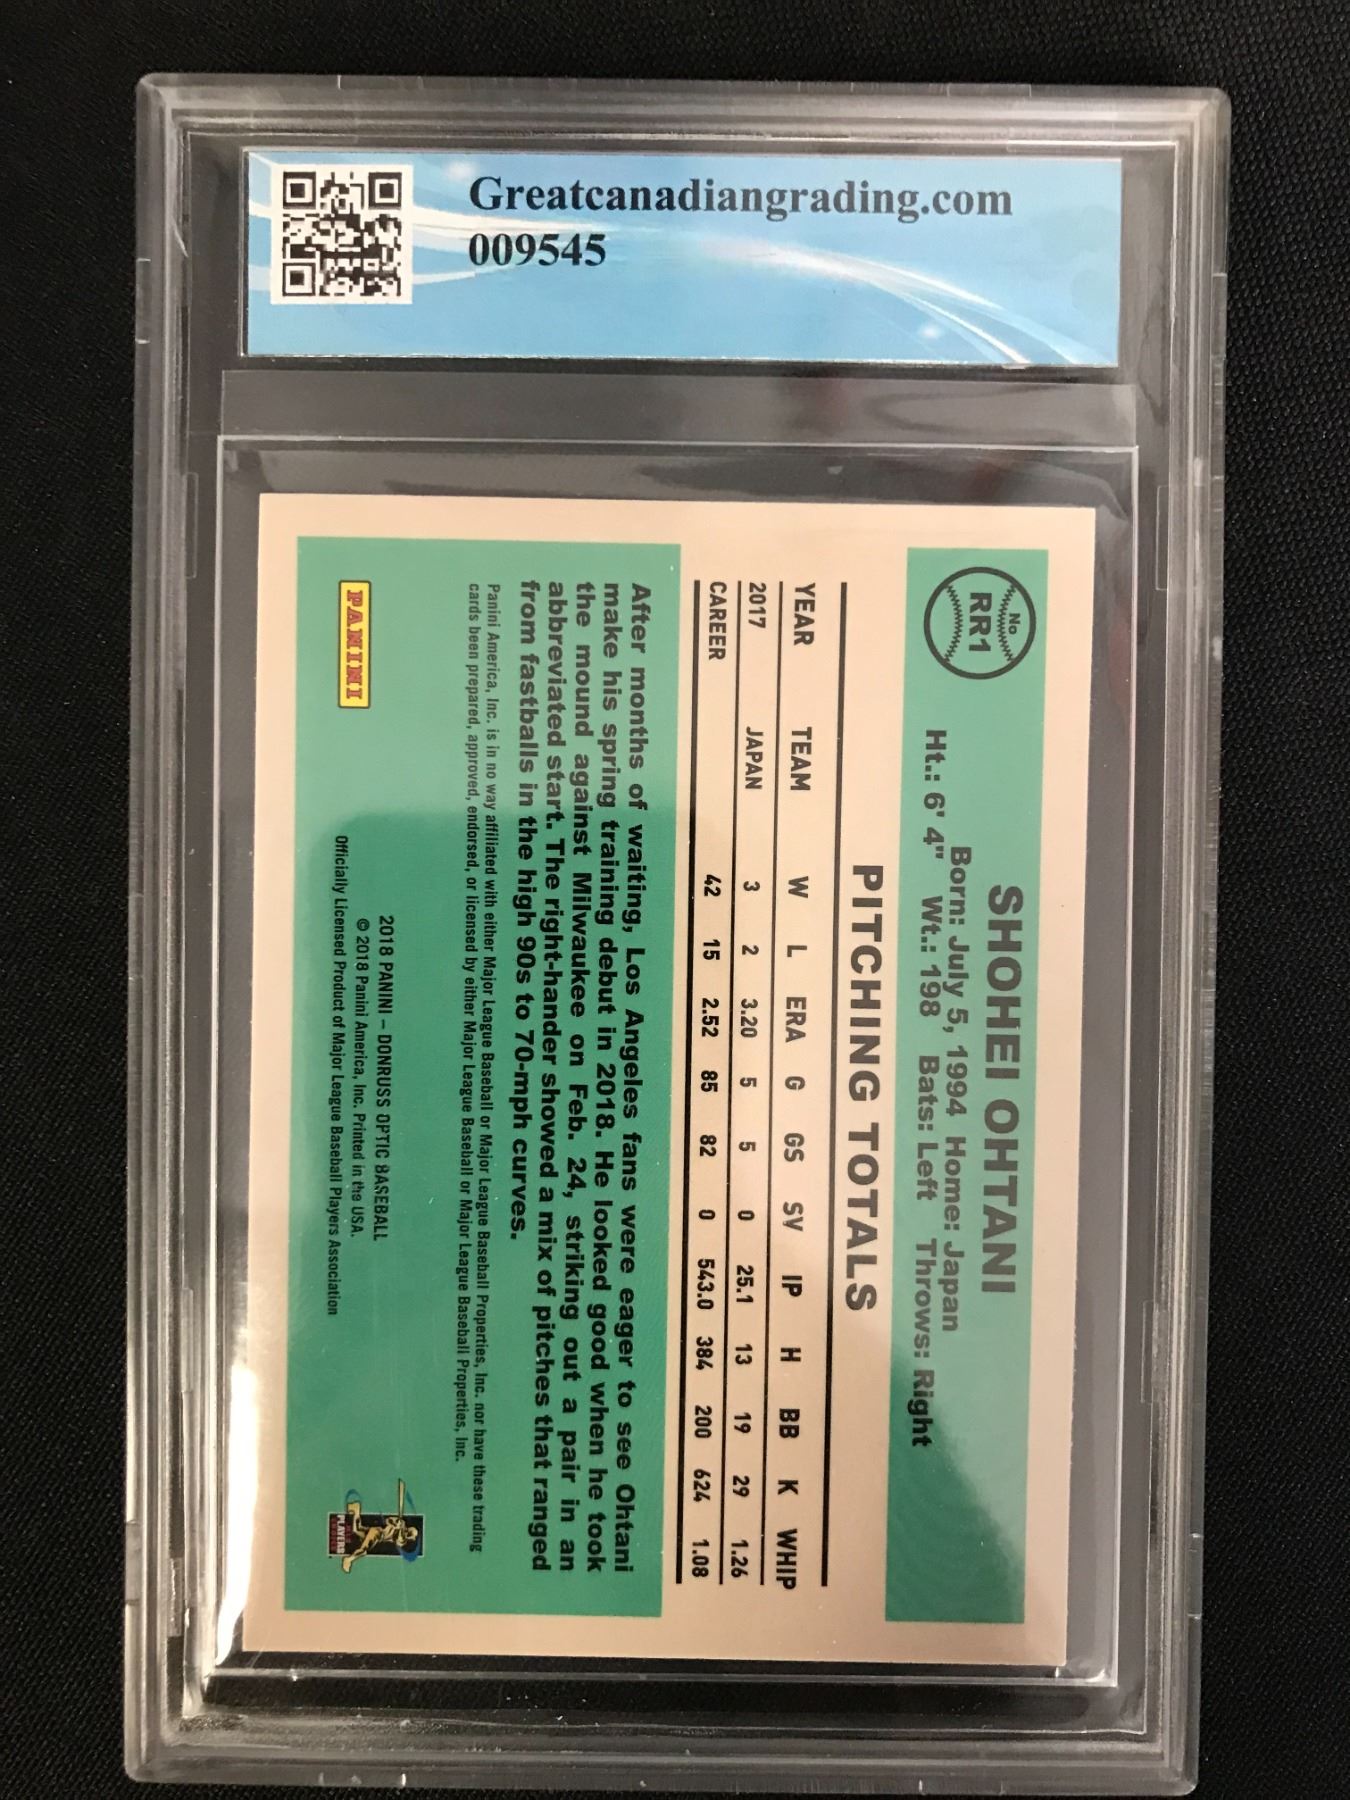 Greatcanadiangrading.com
009545
No
RR1
SHOHEI OHTANI
Born: July 5, 1994 Home: Japan
Ht.: 6' 4" Wt.: 198 Bats: Left Throws: Right
PITCHING TOTALS
YEAR TEAM W L ERA G GS SV IP H BB K WHIP
2017 JAPAN 3 2 3.20 5 5 0 25.1 13 19 29 1.26
CAREER 42 15 2.52 85 82 0 543.0 384 200 624 1.08
After months of waiting, Los Angeles fans were eager to see Ohtani
make his spring training debut in 2018. He looked good when he took
the mound against Milwaukee on Feb. 24, striking out a pair in an
abbreviated start. The right-hander showed a mix of pitches that ranged
from fastballs in the high 90s to 70-mph curves.
Panini America, Inc. is in no way affiliated with either Major League Baseball or Major League Baseball Properties, Inc. nor have these trading
cards been prepared, approved, endorsed, or licensed by either Major League Baseball or Major League Baseball Properties, Inc.
PANINI
2018 PANINI – DONRUSS OPTIC BASEBALL
© 2018 Panini America, Inc. Printed in the USA.
Officially Licensed Product of Major League Baseball Players Association
PLAYERS